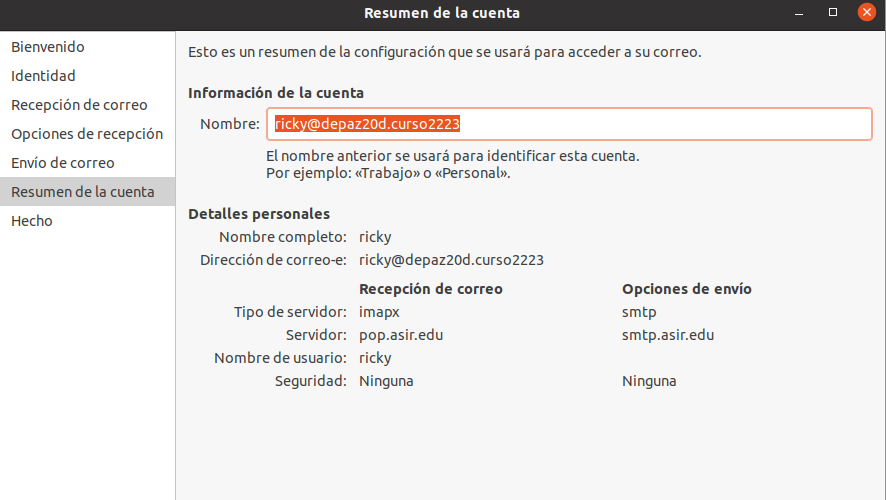 Resumen de la cuenta
Bienvenido
Identidad
Recepción de correo
Opciones de recepción
Envío de correo
Resumen de la cuenta
Hecho
Esto es un resumen de la configuración que se usará para acceder a su correo.
Información de la cuenta
Nombre: ricky@depaz20d.curso2223
El nombre anterior se usará para identificar esta cuenta.
Por ejemplo: «Trabajo» o «Personal».
Detalles personales
Nombre completo: ricky
Dirección de correo-e: ricky@depaz20d.curso2223
Recepción de correo Opciones de envío
Tipo de servidor: imapx smtp
Servidor: pop.asir.edu smtp.asir.edu
Nombre de usuario: ricky
Seguridad: Ninguna Ninguna